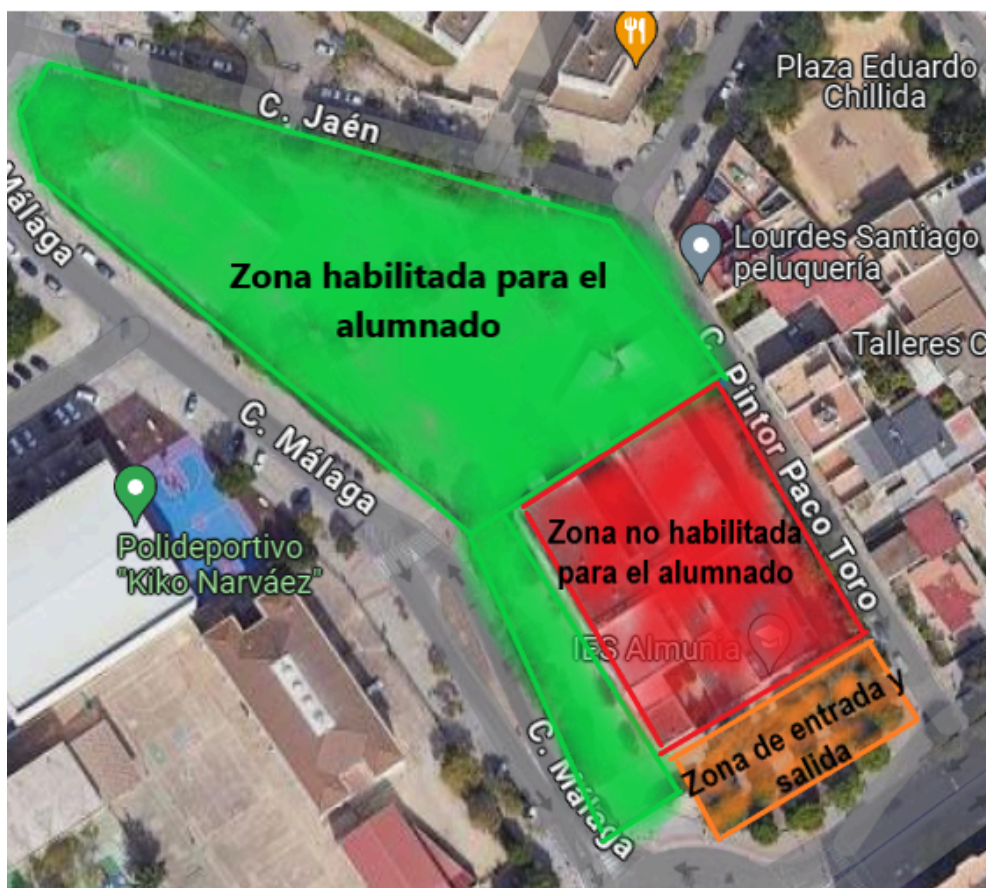 Plaza Eduardo
Chillida
C. Jaén
Málaga
Lourdes Santiago
peluquería
Zona habilitada para el
alumnado
Talleres C
C. Pintor Paco Toro
C. Málaga
Polideportivo
"Kiko Narváez"
Zona no habilitada
para el alumnado
IES Almunia
Zona de entrada y
salida
C. Málaga